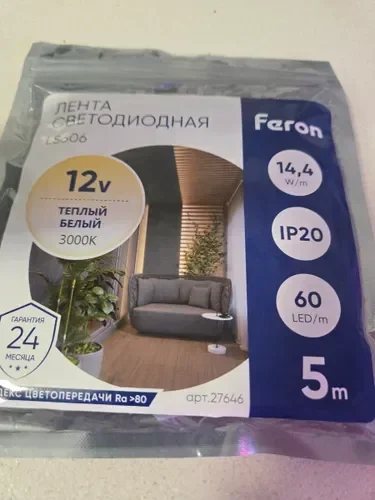 ЛЕНТА
СВЕТОДИОДНАЯ
LS606
Feron
12v
ТЕПЛЫЙ
БЕЛЫЙ
3000K
14,4
W/m
IP20
60
LED/m
ГАРАНТИЯ
24
МЕСЯЦА
5m
ДЕКС ЦВЕТОПЕРЕДАЧИ Ra >80
арт.27646